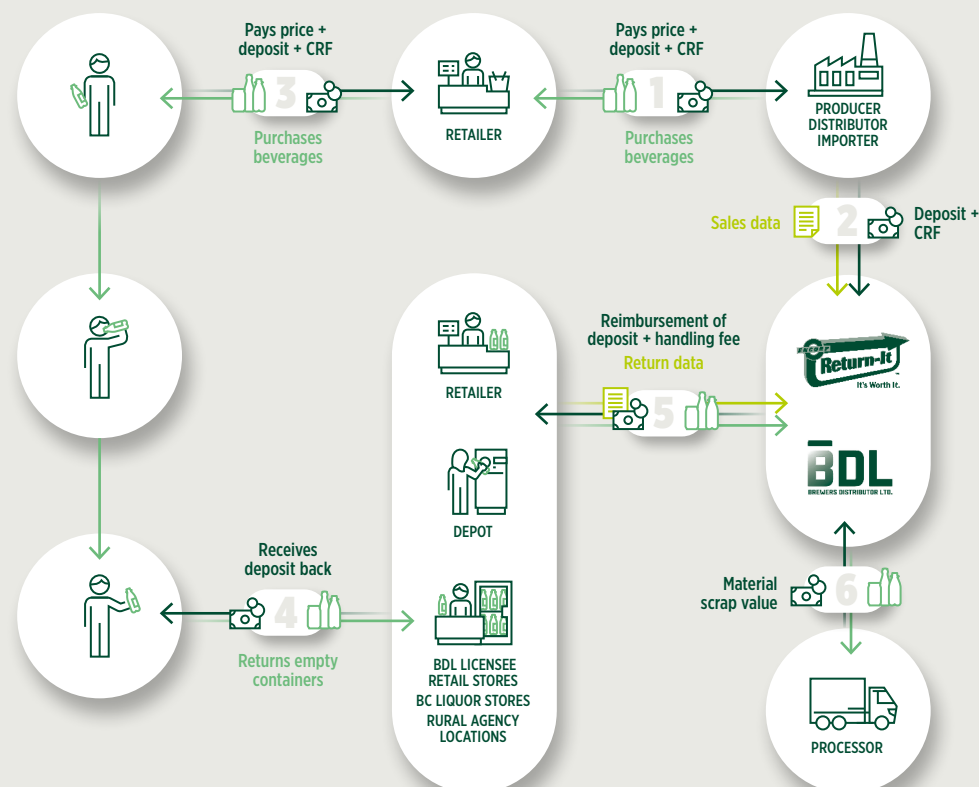 Pays price +
deposit + CRF
3
Purchases
beverages
RETAILER
Pays price +
deposit + CRF
1
Purchases
beverages
PRODUCER
DISTRIBUTOR
IMPORTER
Sales data
2
Deposit +
CRF
RETAILER
DEPOT
BDL LICENSEE
RETAIL STORES
BC LIQUOR STORES
RURAL AGENCY
LOCATIONS
Reimbursement of
deposit + handling fee
Return data
5
ENCORP
Return-It
™
It's Worth It.
BDL
BREWERS DISTRIBUTOR LTD.
Receives
deposit back
4
Returns empty
containers
Material
scrap value
6
PROCESSOR